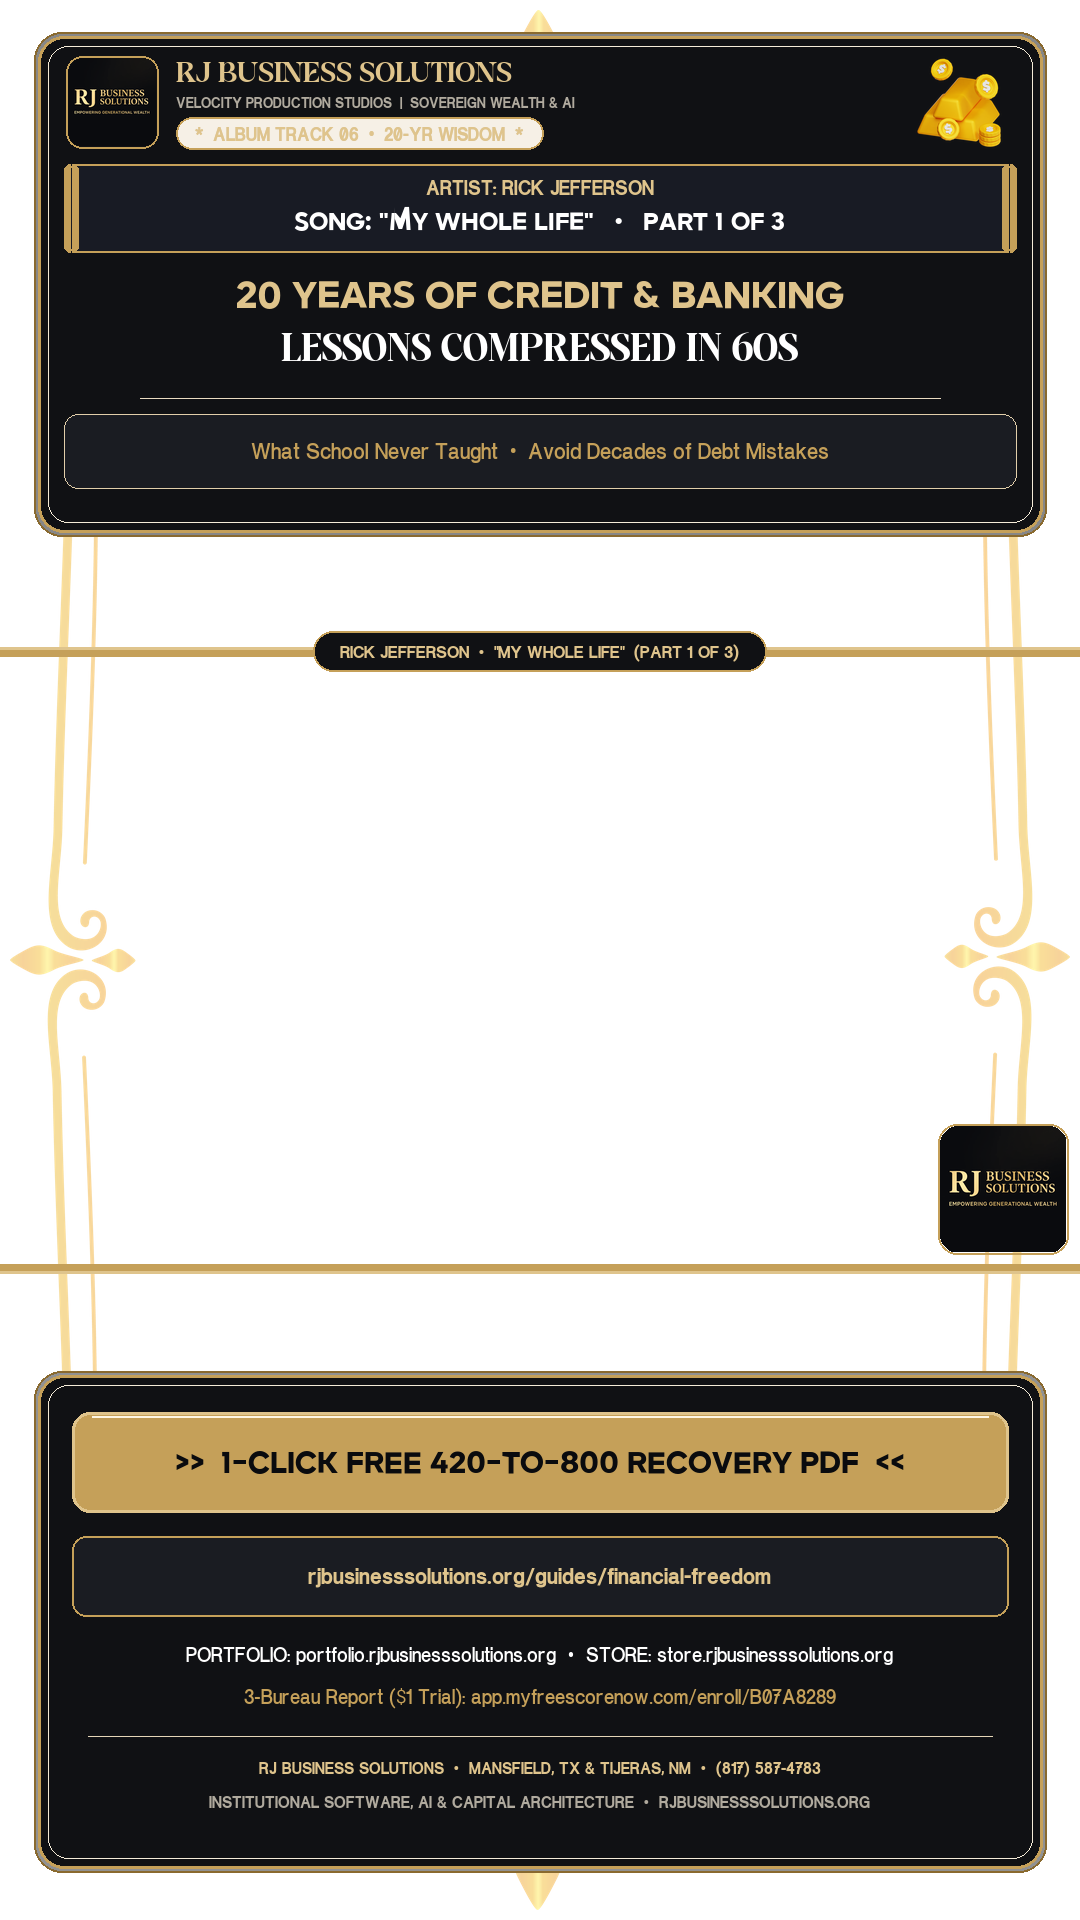 RJ BUSINESS SOLUTIONS
RJ BUSINESS SOLUTIONS
EMPOWERING GENERATIONAL WEALTH
VELOCITY PRODUCTION STUDIOS | SOVEREIGN WEALTH & AI
* ALBUM TRACK 06 • 20-YR WISDOM *
ARTIST: RICK JEFFERSON
SONG: "MY WHOLE LIFE" • PART 1 OF 3
20 YEARS OF CREDIT & BANKING
LESSONS COMPRESSED IN 60S
What School Never Taught • Avoid Decades of Debt Mistakes
RICK JEFFERSON • "MY WHOLE LIFE" (PART 1 OF 3)
RJ BUSINESS SOLUTIONS
EMPOWERING GENERATIONAL WEALTH
>> 1-CLICK FREE 420-TO-800 RECOVERY PDF <<
rjbusinesssolutions.org/guides/financial-freedom
PORTFOLIO: portfolio.rjbusinesssolutions.org • STORE: store.rjbusinesssolutions.org
3-Bureau Report ($1 Trial): app.myfreescorenow.com/enroll/B07A8289
RJ BUSINESS SOLUTIONS • MANSFIELD, TX & TIJERAS, NM • (817) 587-4783
INSTITUTIONAL SOFTWARE, AI & CAPITAL ARCHITECTURE • RJBUSINESSSOLUTIONS.ORG